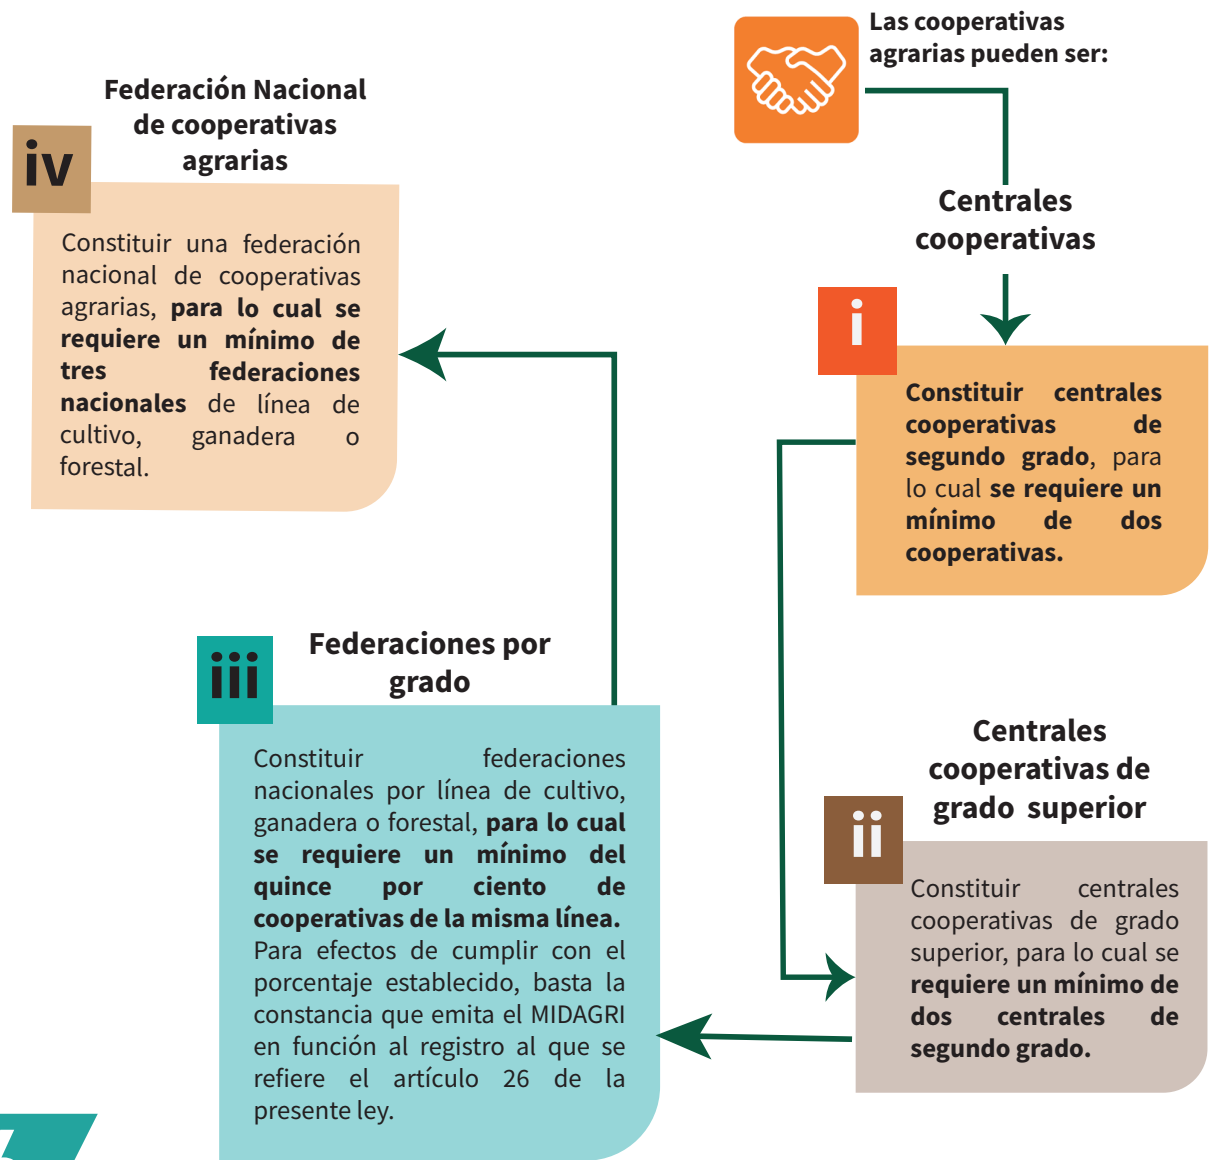 Las cooperativas
agrarias pueden ser:
Centrales
cooperativas
i
Constituir centrales
cooperativas de
segundo grado, para
lo cual se requiere un
mínimo de dos
cooperativas.
Centrales
cooperativas de
grado superior
ii
Constituir centrales
cooperativas de grado
superior, para lo cual se
requiere un mínimo de
dos centrales de
segundo grado.
Federaciones por
grado
iii
Constituir federaciones
nacionales por línea de cultivo,
ganadera o forestal, para lo cual
se requiere un mínimo del
quince por ciento de
cooperativas de la misma línea.
Para efectos de cumplir con el
porcentaje establecido, basta la
constancia que emita el MIDAGRI
en función al registro al que se
refiere el artículo 26 de la
presente ley.
Federación Nacional
de cooperativas
agrarias
iv
Constituir una federación
nacional de cooperativas
agrarias, para lo cual se
requiere un mínimo de
tres federaciones
nacionales de línea de
cultivo, ganadera o
forestal.